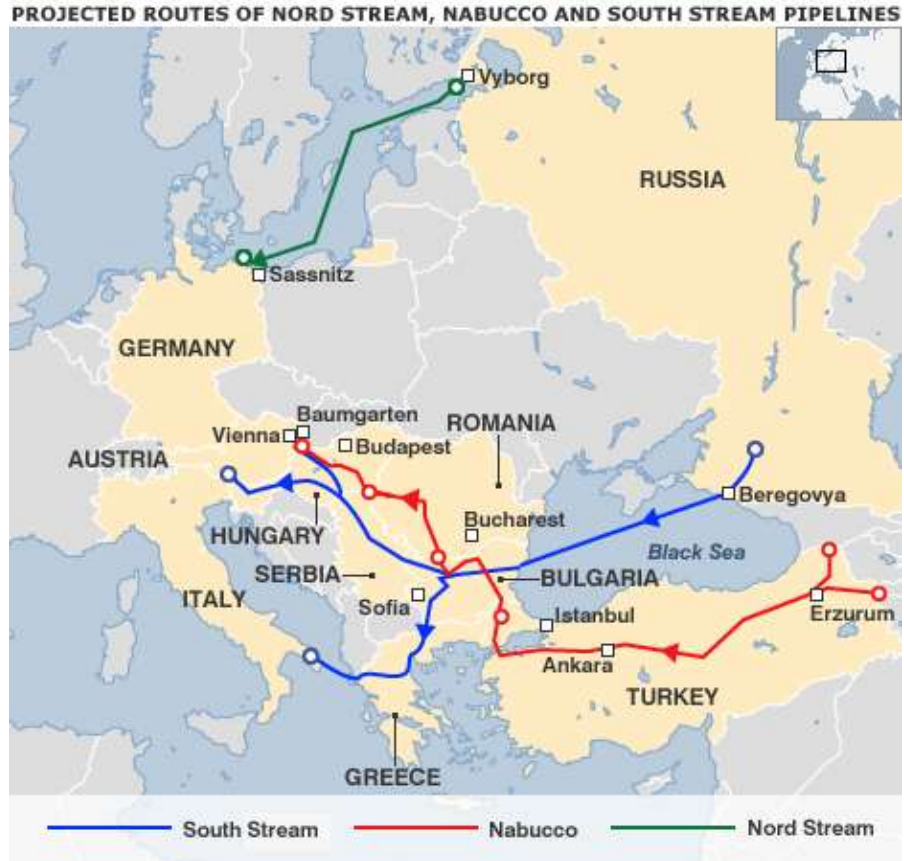 PROJECTED ROUTES OF NORD STREAM, NABUCCO AND SOUTH STREAM PIPELINES
Vyborg
RUSSIA
Sassnitz
GERMANY
Baumgarten
Vienna
Budapest
ROMANIA
AUSTRIA
Beregovya
HUNGARY
Bucharest
Black Sea
SERBIA
BULGARIA
ITALY
Sofia
Istanbul
Erzurum
Ankara
TURKEY
GREECE
South Stream
Nabucco
Nord Stream